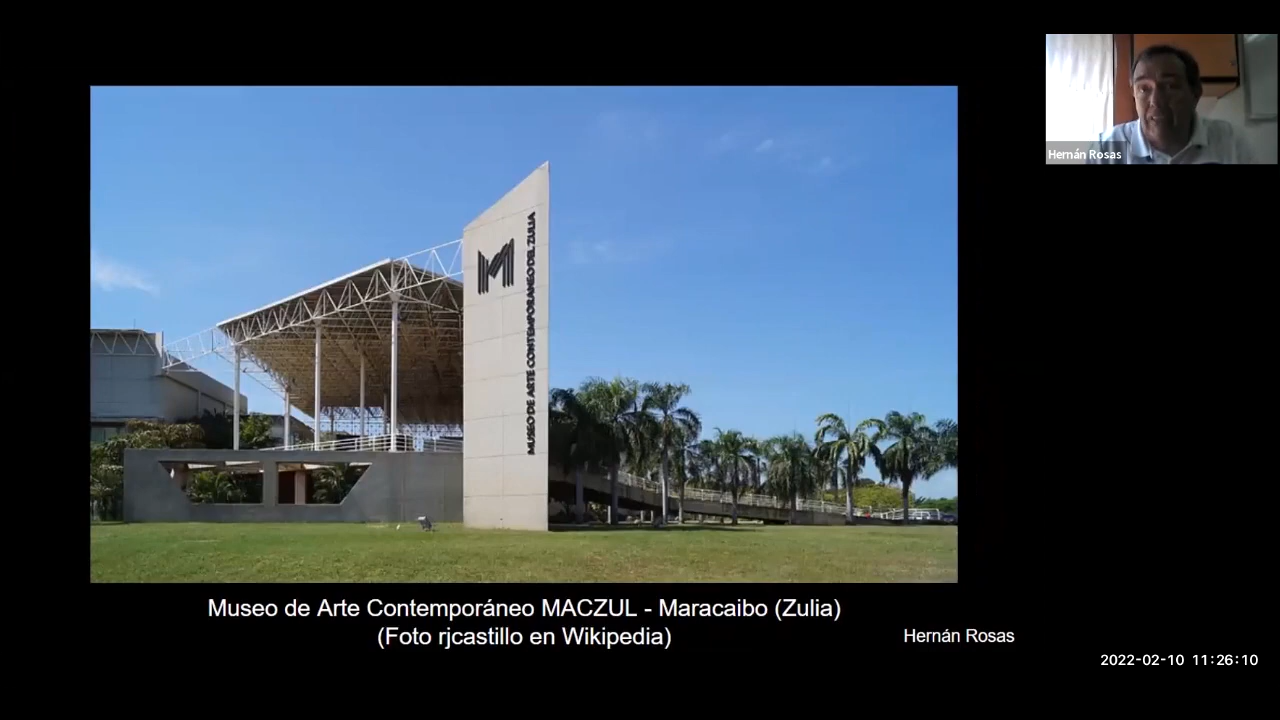 Hernán Rosas
M
MUSEO DE ARTE CONTEMPORANEO DEL ZULIA
Museo de Arte Contemporáneo MACZUL - Maracaibo (Zulia)
(Foto rjcastillo en Wikipedia)
Hernán Rosas
2022-02-10 11:26:10